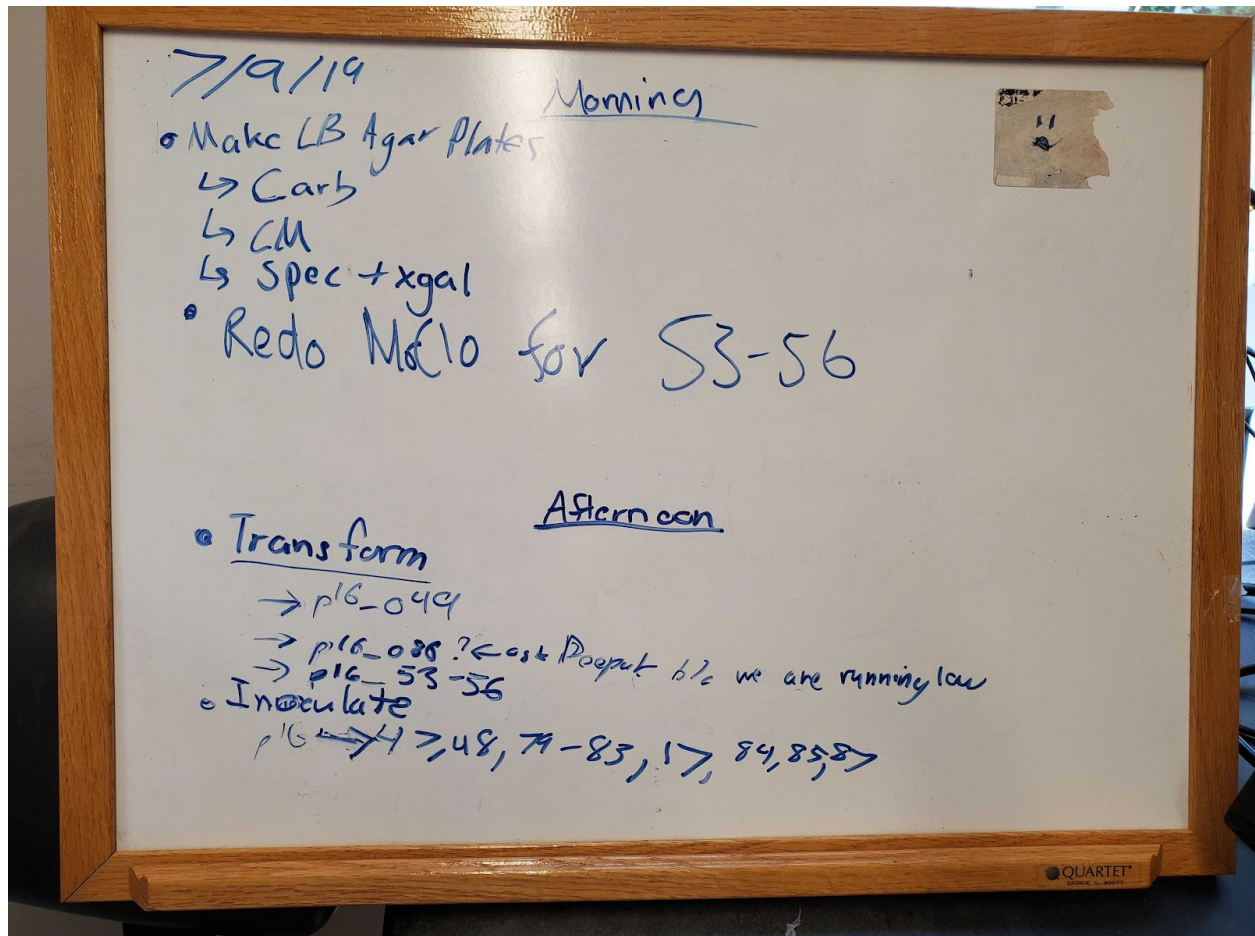 7/9/19
Morning
• Make LB Agar Plates
↳ Carb
↳ CM
↳ Spec + xgal
• Redo MoClo for 53-56
Afternoon
• Transform
→ p16_049
→ p16_086 ? ← ask Deepak b/c we are running low
→ p16_53-56
• Inoculate
p16 → 47, 48, 79-83, 17, 84, 85, 87
QUARTET